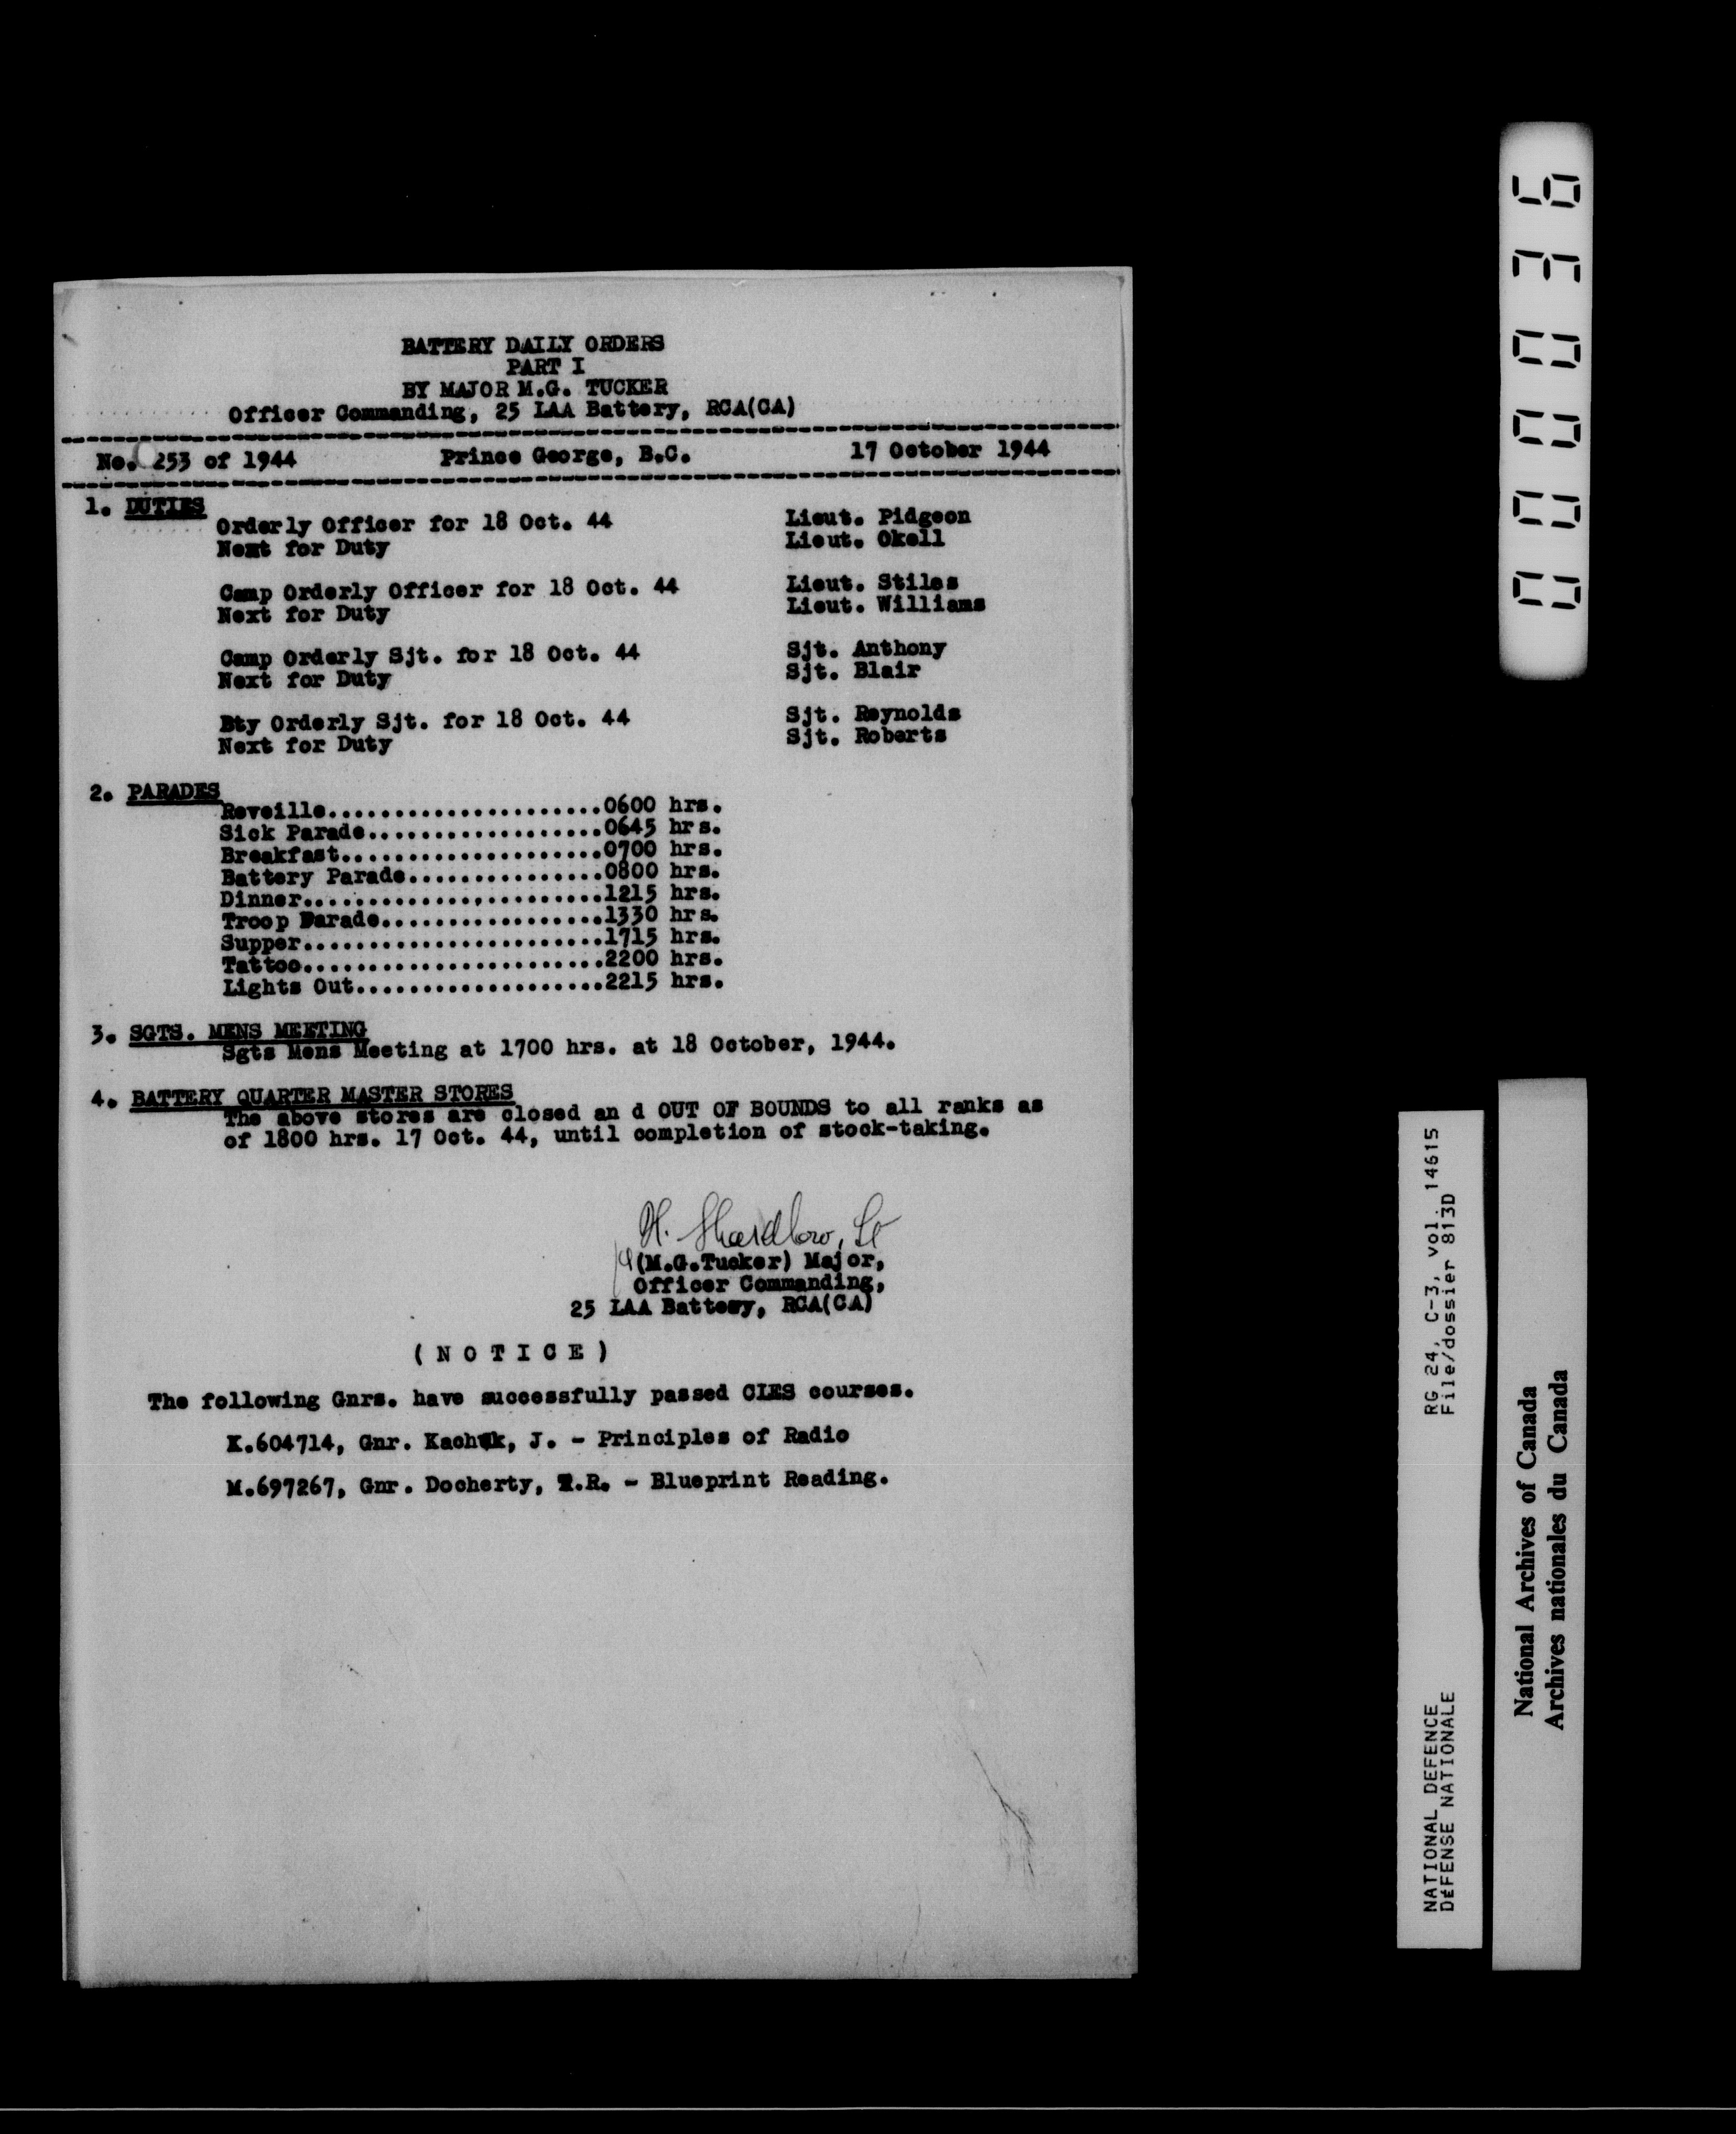 BATTERY DAILY ORDERS
PART I
BY MAJOR M.G. TUCKER
Officer Commanding, 25 LAA Battery, RCA(CA)
No. 253 of 1944 Prince George, B.C. 17 October 1944
1. DUTIES
Orderly Officer for 18 Oct. 44 Lieut. Pidgeon
Next for Duty Lieut. Okell
Camp Orderly Officer for 18 Oct. 44 Lieut. Stiles
Next for Duty Lieut. Williams
Camp Orderly Sjt. for 18 Oct. 44 Sjt. Anthony
Next for Duty Sjt. Blair
Bty Orderly Sjt. for 18 Oct. 44 Sjt. Reynolds
Next for Duty Sjt. Roberts
2. PARADES
Reveille.....................0600 hrs.
Sick Parade..................0645 hrs.
Breakfast....................0700 hrs.
Battery Parade...............0800 hrs.
Dinner.......................1215 hrs.
Troop Parade.................1330 hrs.
Supper.......................1715 hrs.
Tattoo.......................2200 hrs.
Lights Out...................2215 hrs.
3. SGTS. MENS MEETING
Sgts Mens Meeting at 1700 hrs. at 18 October, 1944.
4. BATTERY QUARTER MASTER STORES
The above stores are closed an d OUT OF BOUNDS to all ranks as
of 1800 hrs. 17 Oct. 44, until completion of stock-taking.
H. Shardlow, Lt
(M.G.Tucker) Major,
Officer Commanding,
25 LAA Battery, RCA(CA)
( N O T I C E )
The following Gnrs. have successfully passed CLES courses.
K.604714, Gnr. Kachuk, J. - Principles of Radio
M.697267, Gnr. Docherty, T.R. - Blueprint Reading.
000036
RG 24, C-3, vol. 14615
File/dossier 813D
NATIONAL DEFENCE
DÉFENSE NATIONALE
National Archives of Canada
Archives nationales du Canada